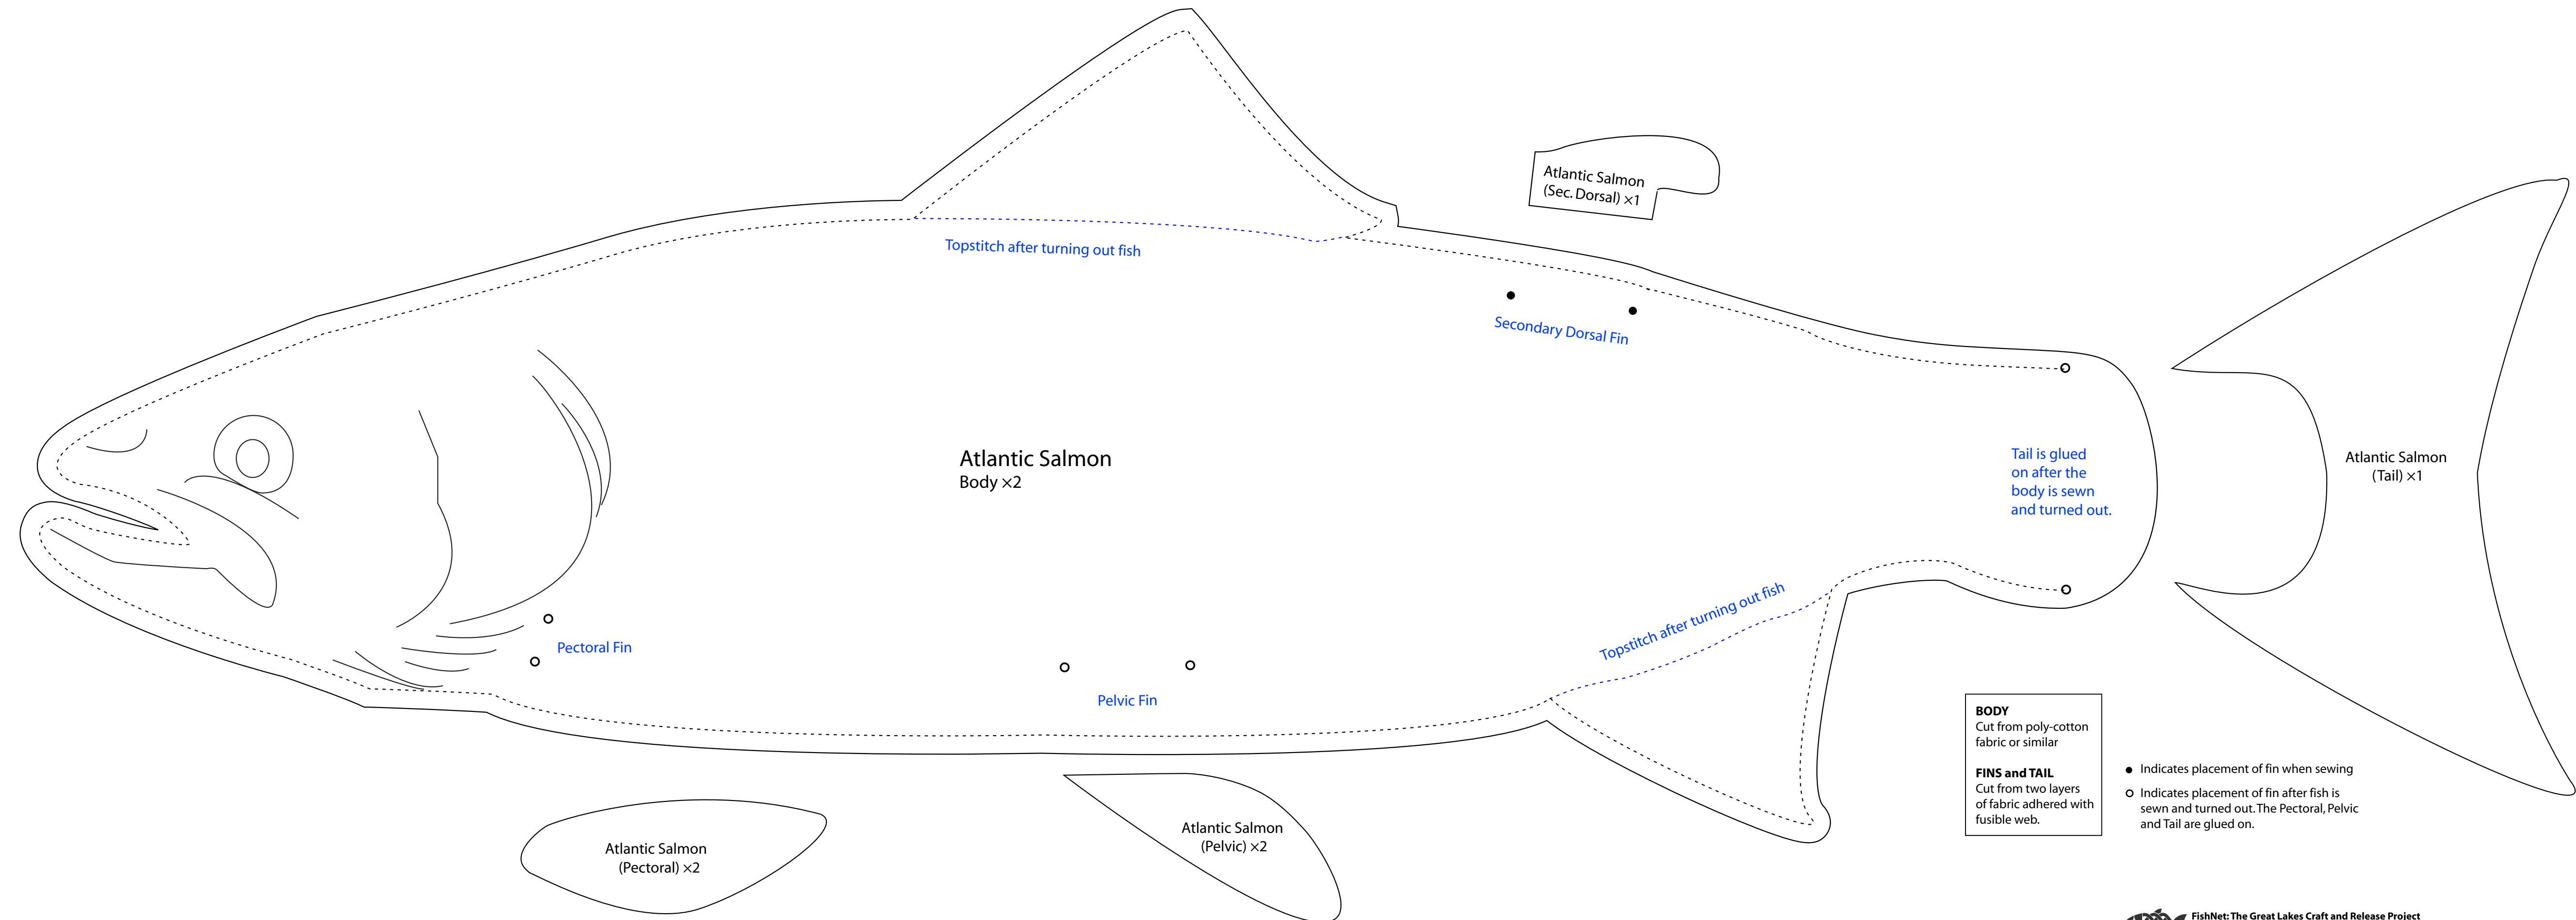 Atlantic Salmon
(Sec. Dorsal) ×1
Topstitch after turning out fish
Secondary Dorsal Fin
Atlantic Salmon
Body ×2
Tail is glued
on after the
body is sewn
and turned out.
Atlantic Salmon
(Tail) ×1
Topstitch after turning out fish
Pectoral Fin
Pelvic Fin
BODY
Cut from poly-cotton
fabric or similar
FINS and TAIL
Cut from two layers
of fabric adhered with
fusible web.
Indicates placement of fin when sewing
Indicates placement of fin after fish is
sewn and turned out. The Pectoral, Pelvic
and Tail are glued on.
Atlantic Salmon
(Pectoral) ×2
Atlantic Salmon
(Pelvic) ×2
FishNet: The Great Lakes Craft and Release Project